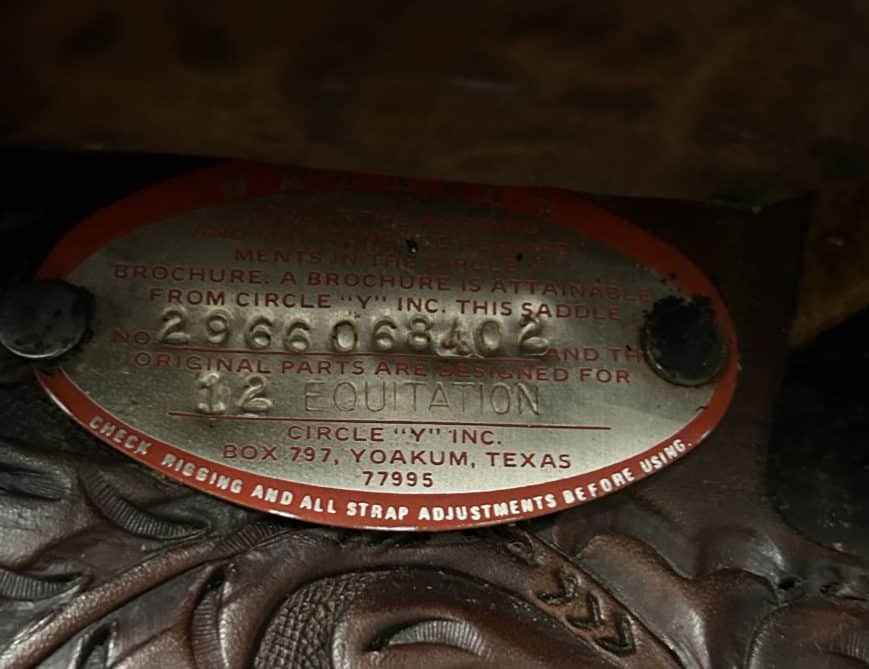 MENTS IN THE CIRCLE
BROCHURE. A BROCHURE IS ATTAINABLE
FROM CIRCLE "Y" INC. THIS SADDLE
NO 2966068402 AND TH
ORIGINAL PARTS ARE DESIGNED FOR
12 EQUITATION
CIRCLE "Y" INC.
BOX 797, YOAKUM, TEXAS
77995
CHECK RIGGING AND ALL STRAP ADJUSTMENTS BEFORE USING.